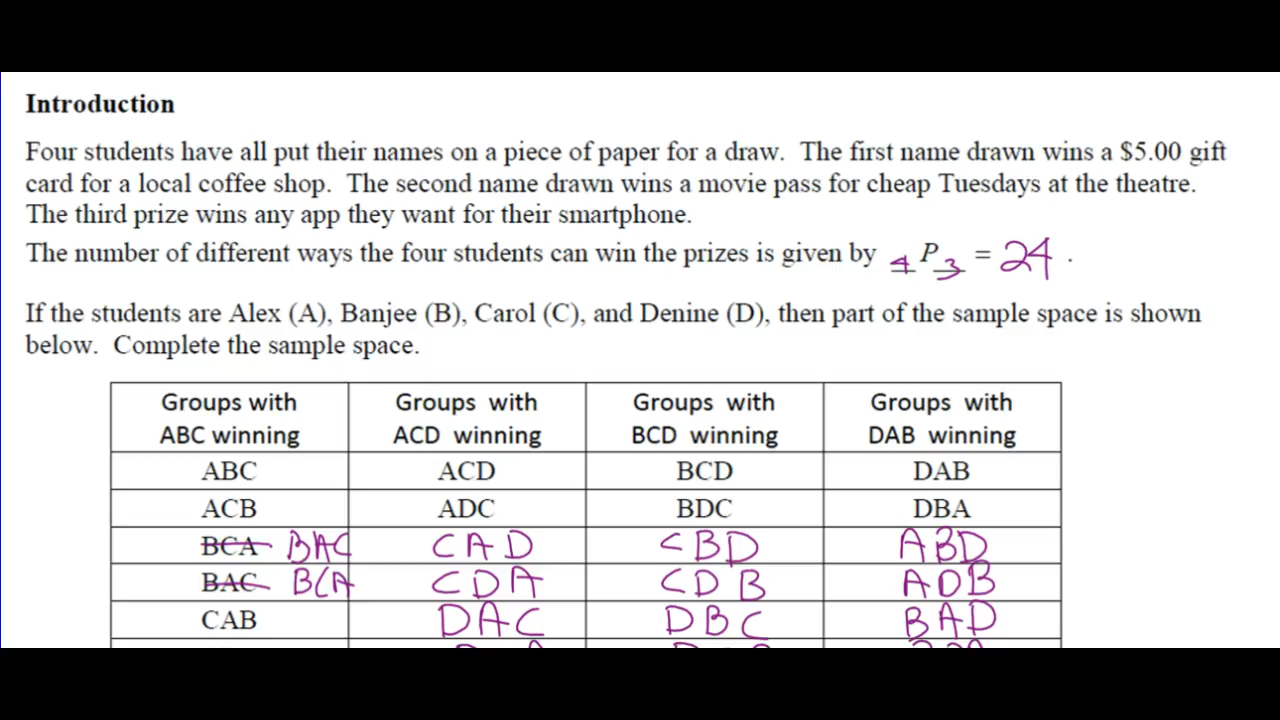 Introduction
Four students have all put their names on a piece of paper for a draw. The first name drawn wins a $5.00 gift
card for a local coffee shop. The second name drawn wins a movie pass for cheap Tuesdays at the theatre.
The third prize wins any app they want for their smartphone.
The number of different ways the four students can win the prizes is given by 4 P 3 = 24 .
If the students are Alex (A), Banjee (B), Carol (C), and Denine (D), then part of the sample space is shown
below. Complete the sample space.
Groups with ABC winning Groups with ACD winning Groups with BCD winning Groups with DAB winning
ABC ACD BCD DAB
ACB ADC BDC DBA
BCA BAC CAD CBD ABD
BAC BCA CDA CDB ADB
CAB DAC DBC BAD